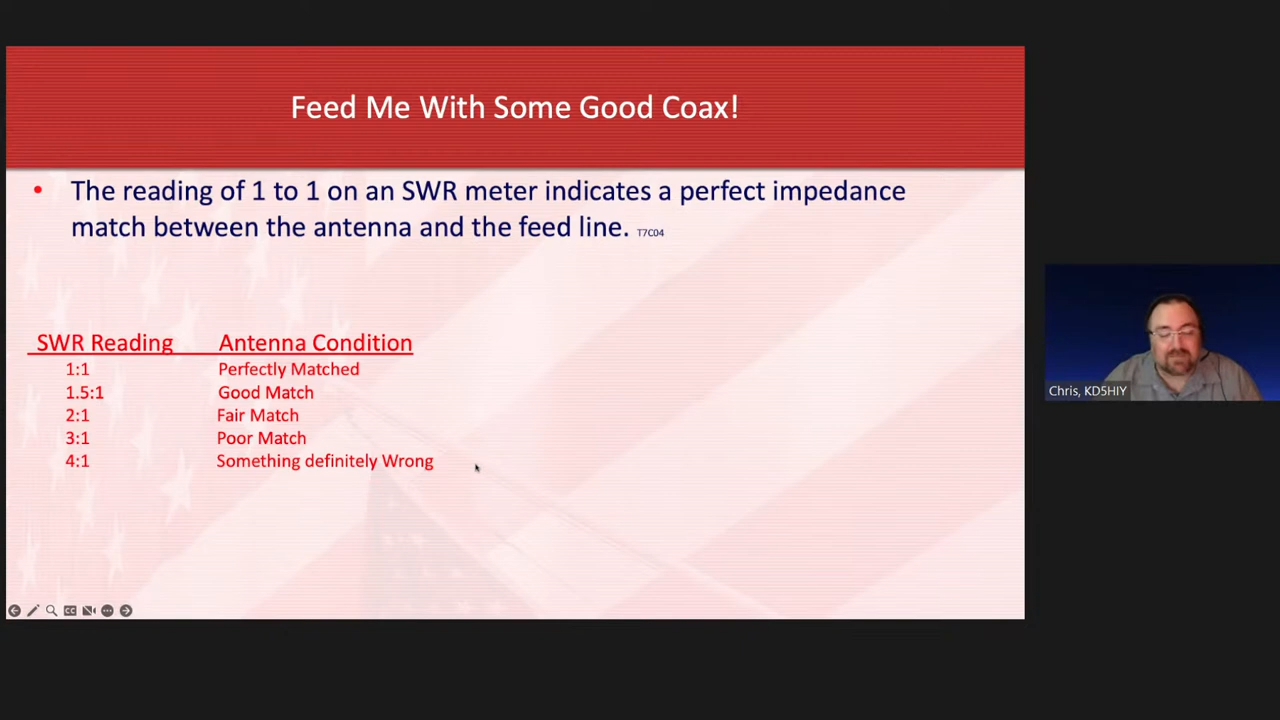 Feed Me With Some Good Coax!
• The reading of 1 to 1 on an SWR meter indicates a perfect impedance
match between the antenna and the feed line. T7C04
SWR Reading Antenna Condition
1:1 Perfectly Matched
1.5:1 Good Match
2:1 Fair Match
3:1 Poor Match
4:1 Something definitely Wrong
Chris, KD5HIY
CC